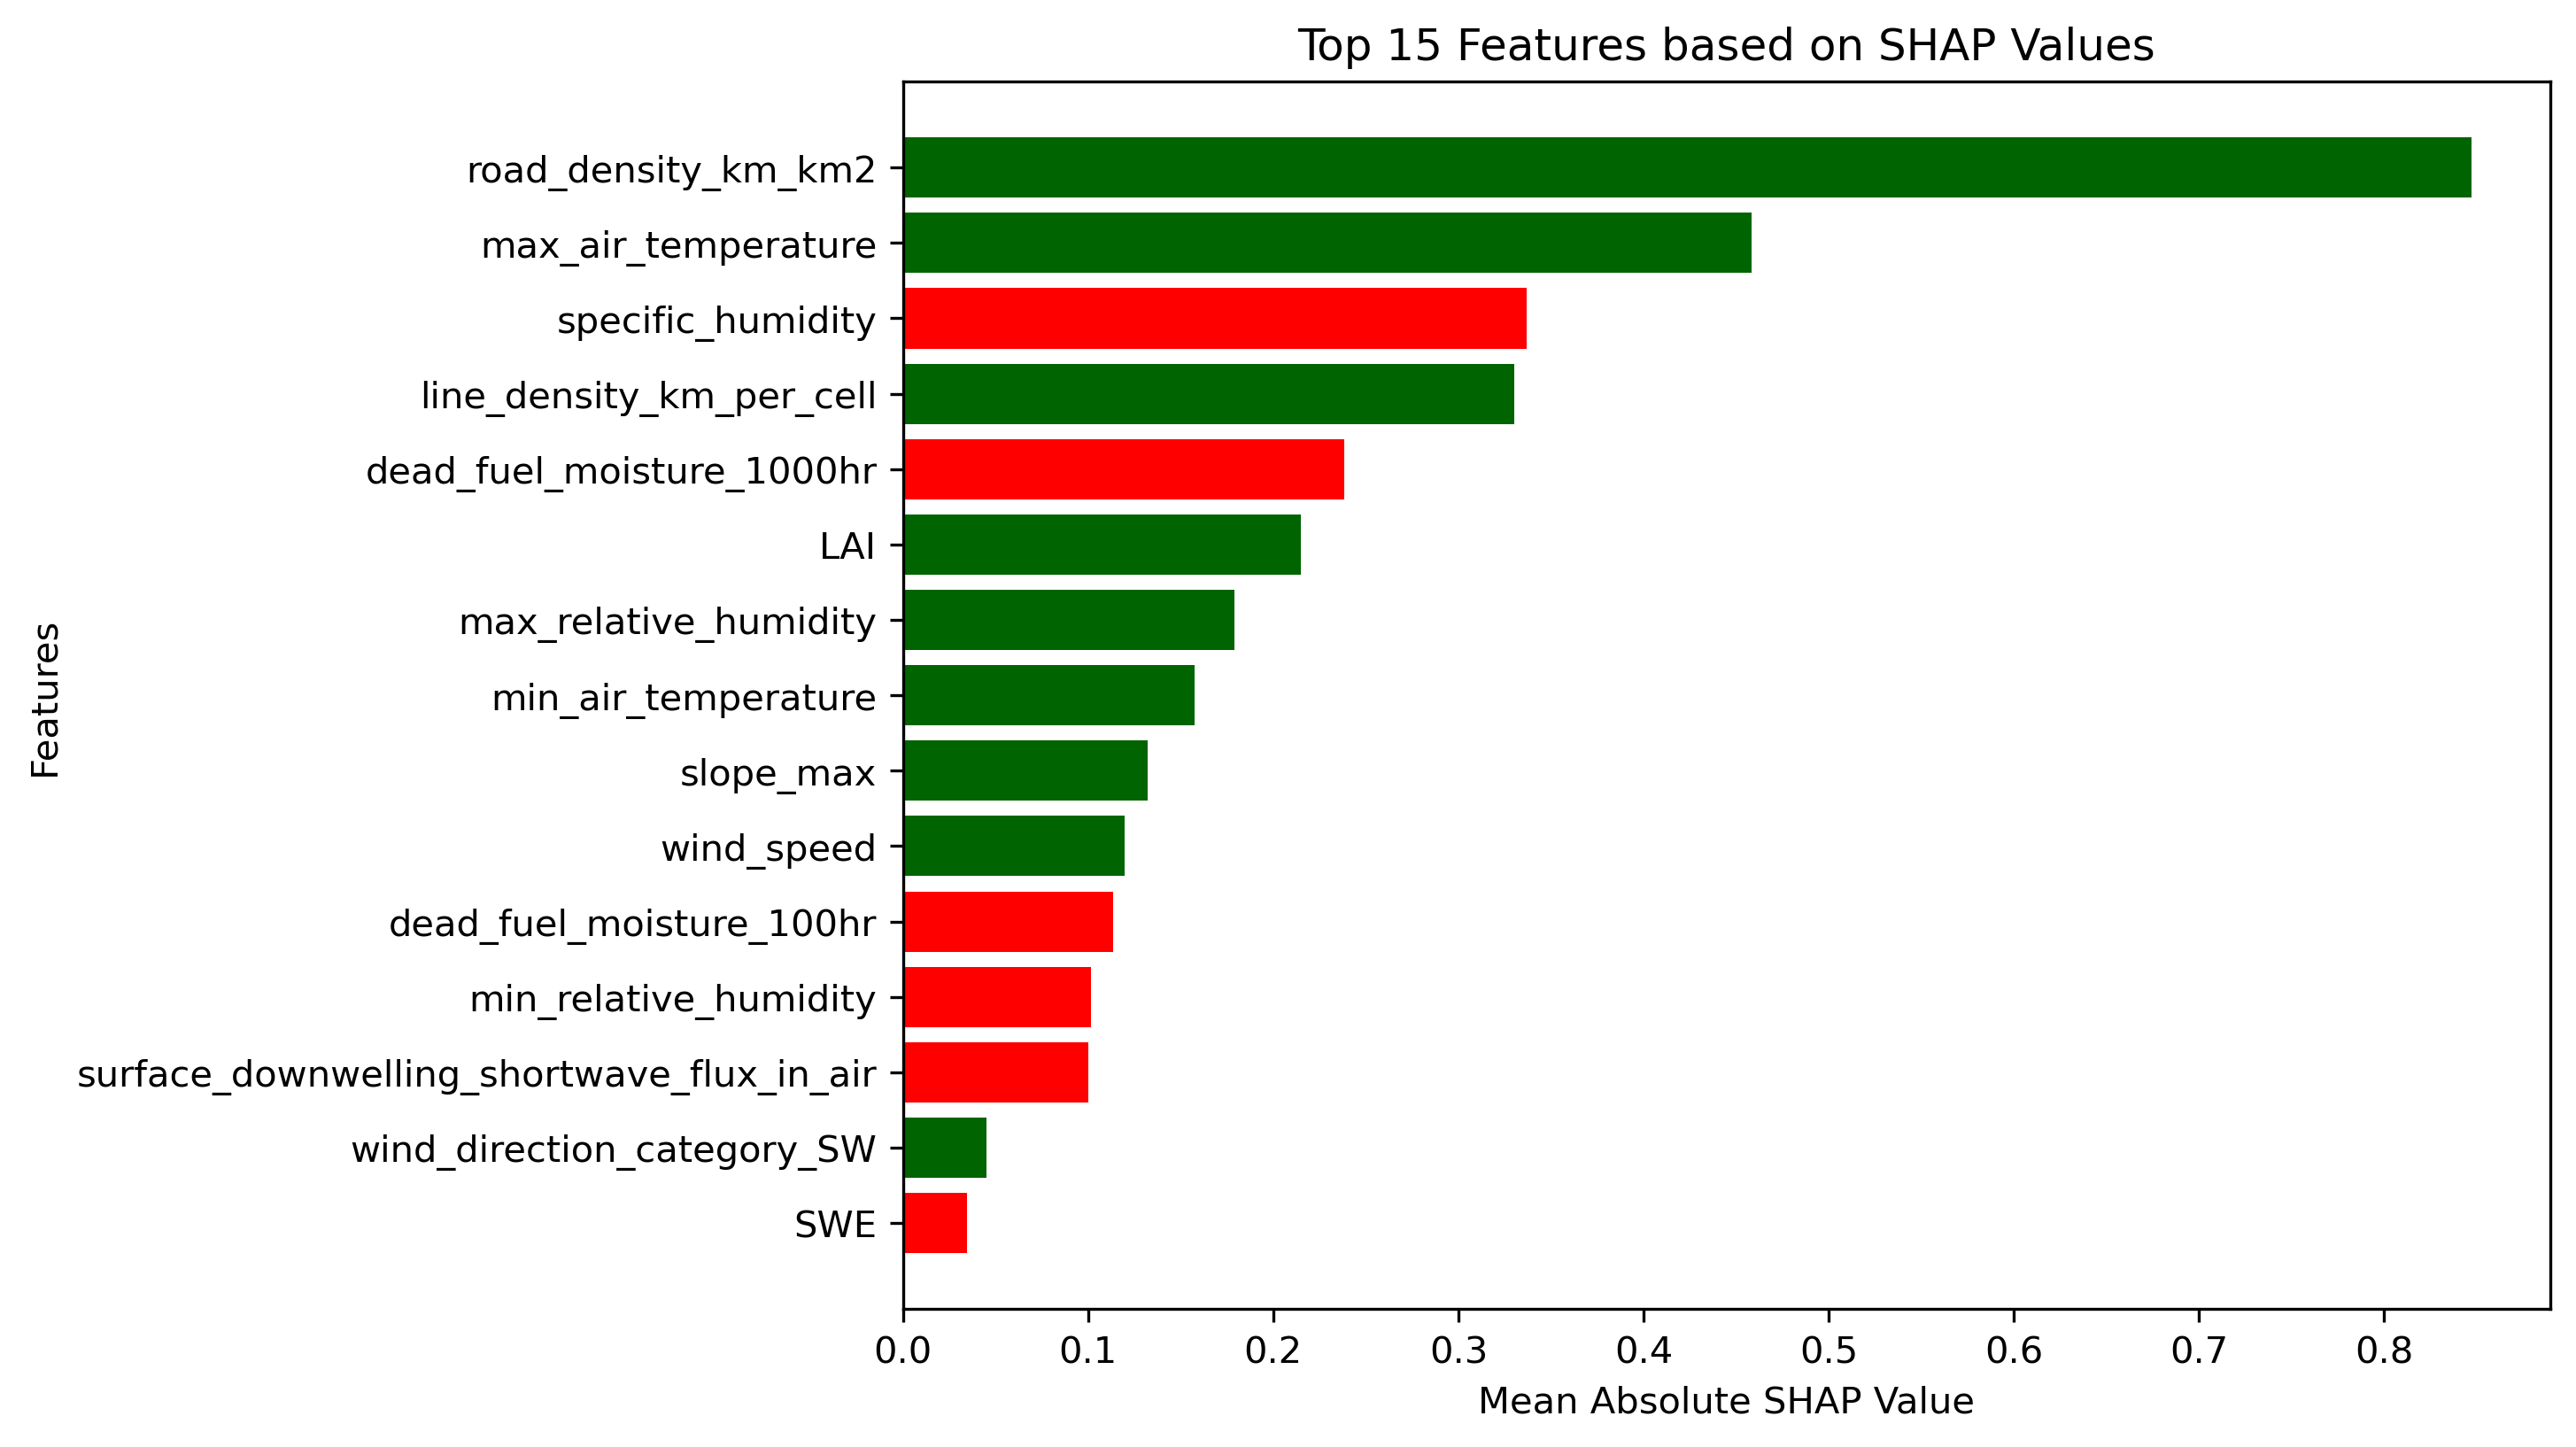 Top 15 Features based on SHAP Values
road_density_km_km2
max_air_temperature
specific_humidity
line_density_km_per_cell
dead_fuel_moisture_1000hr
LAI
max_relative_humidity
min_air_temperature
slope_max
wind_speed
dead_fuel_moisture_100hr
min_relative_humidity
surface_downwelling_shortwave_flux_in_air
wind_direction_category_SW
SWE
Features
0.0 0.1 0.2 0.3 0.4 0.5 0.6 0.7 0.8
Mean Absolute SHAP Value